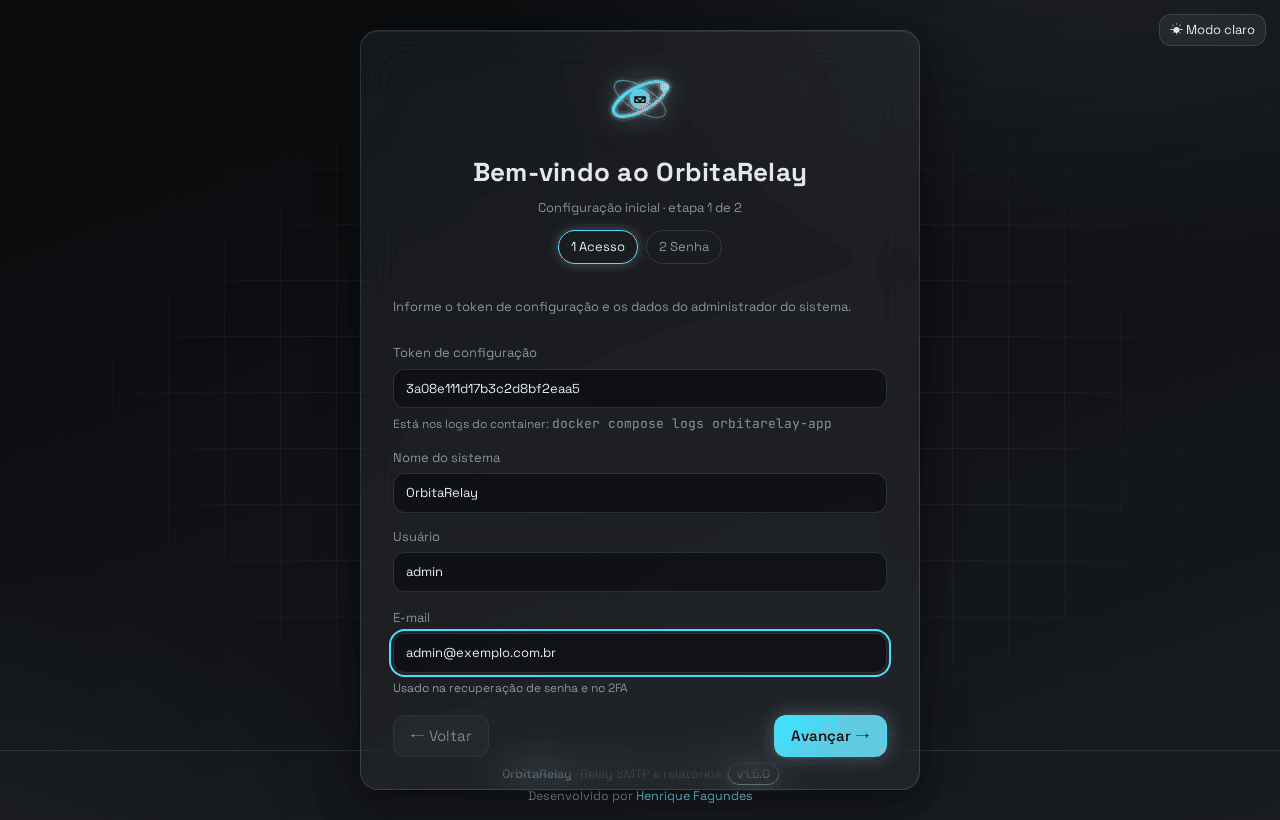 ☀ Modo claro
Bem-vindo ao OrbitaRelay
Configuração inicial · etapa 1 de 2
1 Acesso 2 Senha
Informe o token de configuração e os dados do administrador do sistema.
Token de configuração
3a08e111d17b3c2d8bf2eaa5
Está nos logs do container: docker compose logs orbitarelay-app
Nome do sistema
OrbitaRelay
Usuário
admin
E-mail
admin@exemplo.com.br
Usado na recuperação de senha e no 2FA
← Voltar Avançar →
OrbitaRelay · Relay SMTP e relatórios v1.5.0
Desenvolvido por Henrique Fagundes